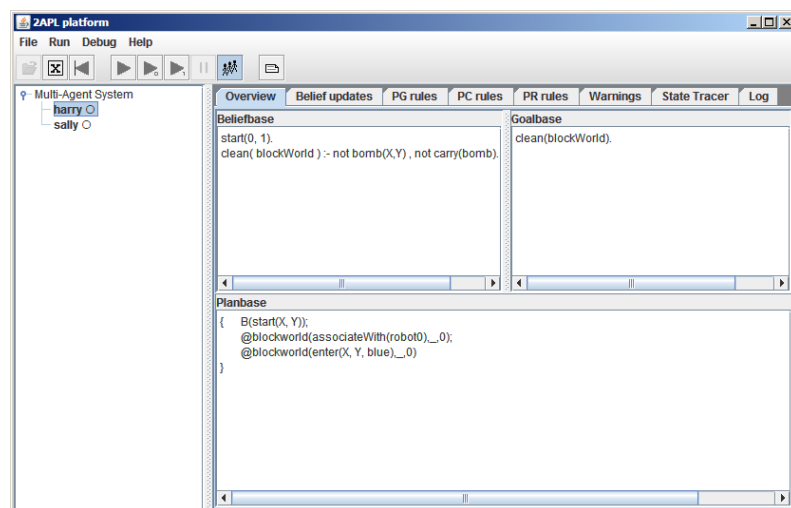 2APL platform
File Run Debug Help
Multi-Agent System
harry
sally
Overview Belief updates PG rules PC rules PR rules Warnings State Tracer Log
Beliefbase
start(0, 1).
clean( blockWorld ) :- not bomb(X,Y) , not carry(bomb).
Goalbase
clean(blockWorld).
Planbase
{ B(start(X, Y));
@blockworld(associateWith(robot0),_,0);
@blockworld(enter(X, Y, blue),_,0)
}